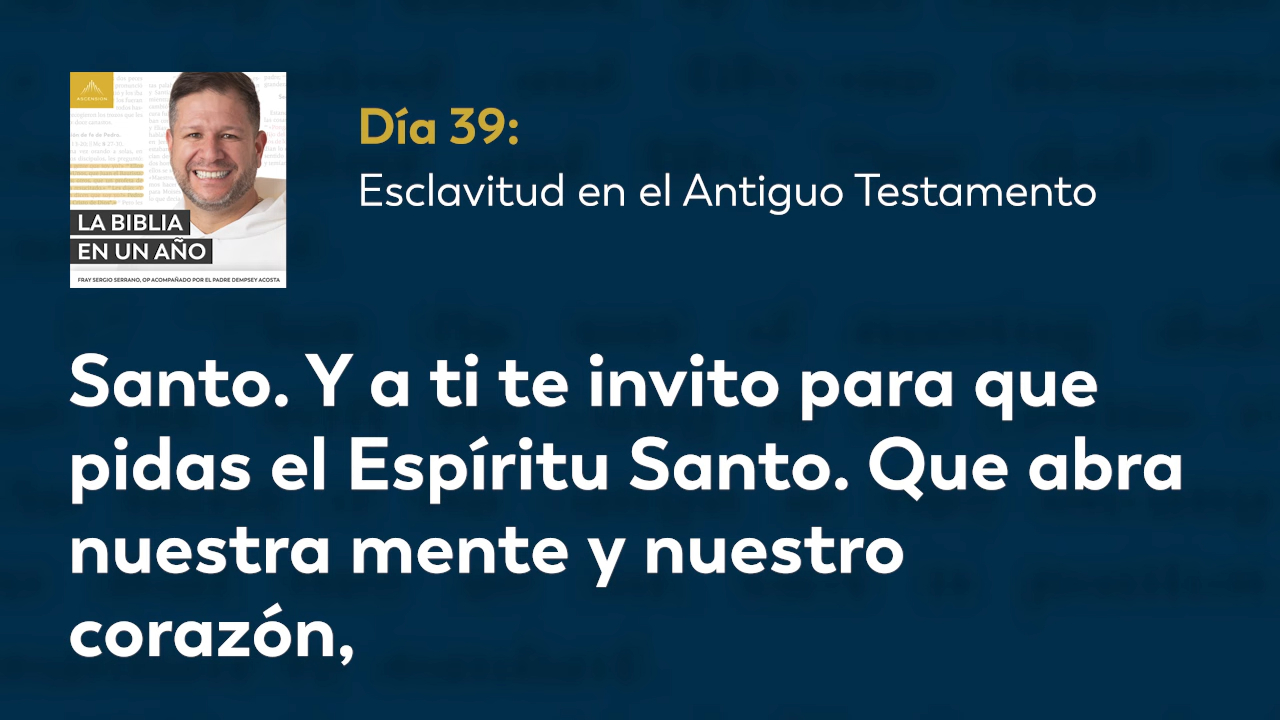 ASCENSION
LA BIBLIA
EN UN AÑO
FRAY SERGIO SERRANO, OP ACOMPAÑADO POR EL PADRE DEMPSEY ACOSTA
Día 39:
Esclavitud en el Antiguo Testamento
Santo. Y a ti te invito para que
pidas el Espíritu Santo. Que abra
nuestra mente y nuestro
corazón,